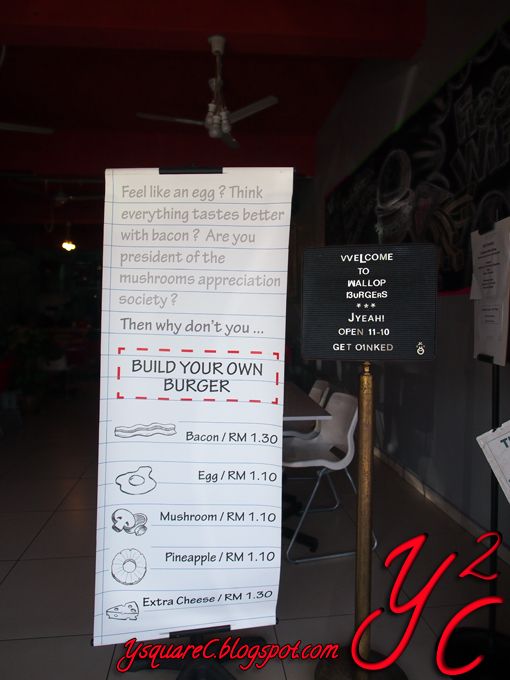 Feel like an egg ? Think
everything tastes better
with bacon ? Are you
president of the
mushrooms appreciation
society ?
Then why don't you ...
BUILD YOUR OWN
BURGER
Bacon / RM 1.30
Egg / RM 1.10
Mushroom / RM 1.10
Pineapple / RM 1.10
Extra Cheese / RM 1.30
VVELCOME
TO
WALLOP
BURGERS
***
JYEAH!
OPEN 11-10
GET OINKED
Y2C
YsquareC.blogspot.com